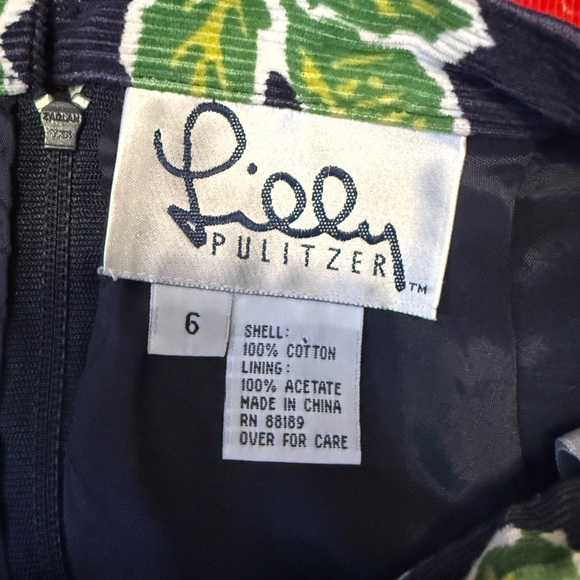 Lilly
PULITZER
TM
6
SHELL:
100% COTTON
LINING:
100% ACETATE
MADE IN CHINA
RN 88189
OVER FOR CARE